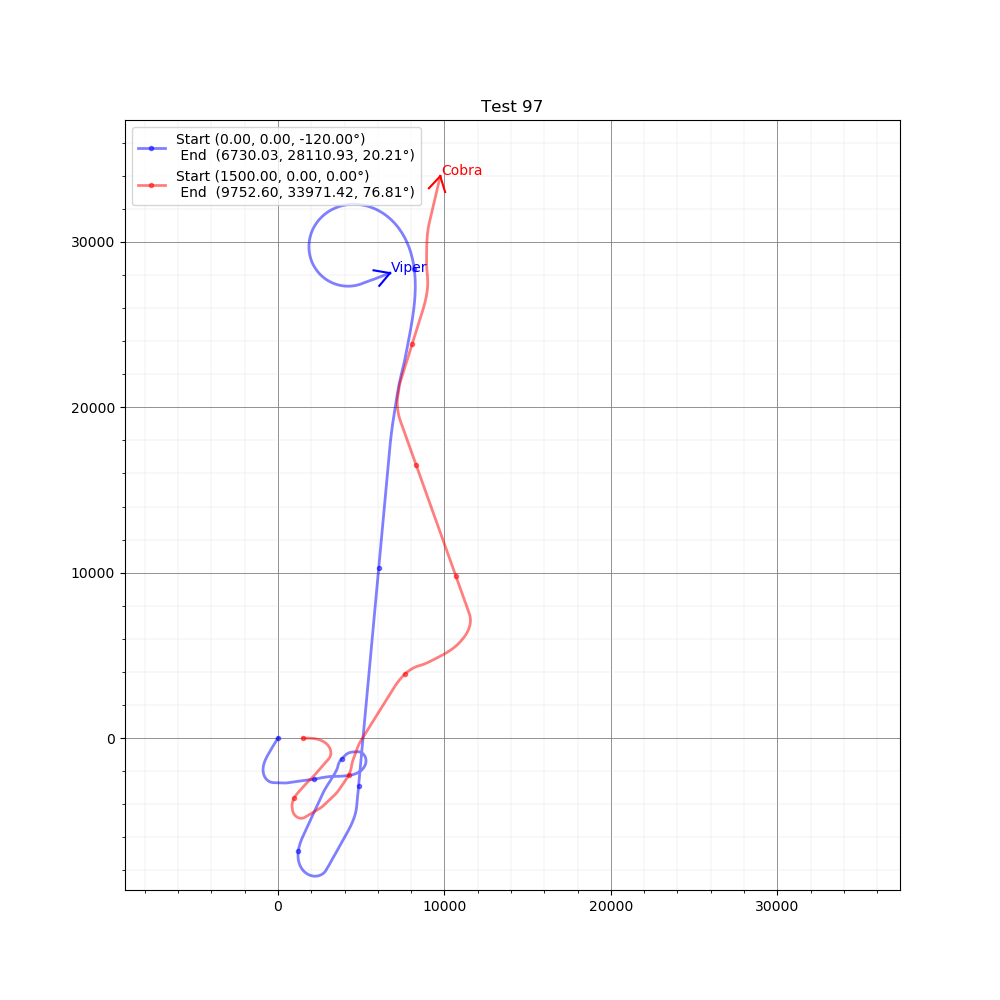 Test 97
Start (0.00, 0.00, -120.00°)
End (6730.03, 28110.93, 20.21°)
Start (1500.00, 0.00, 0.00°)
End (9752.60, 33971.42, 76.81°)
Cobra
Viper
30000
20000
10000
0
0
10000
20000
30000